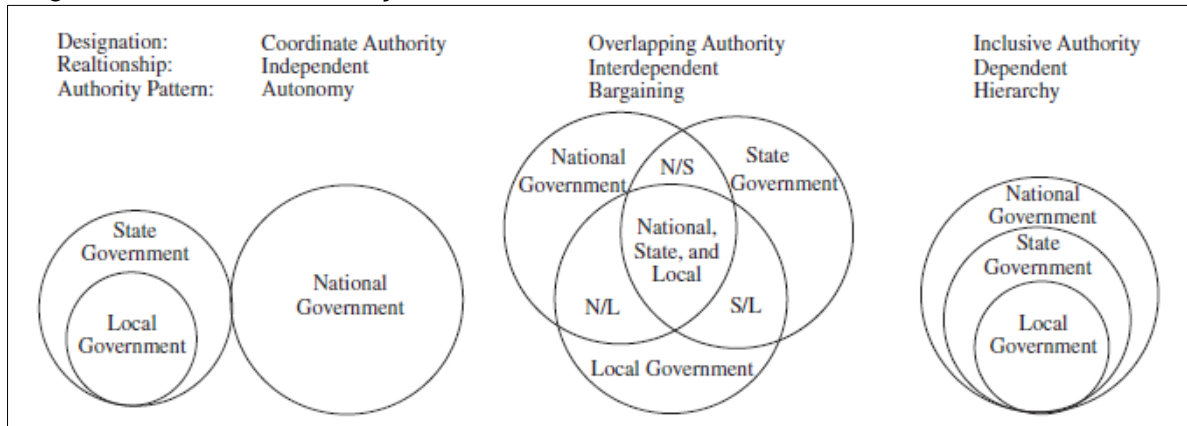 Designation:
Realtionship:
Authority Pattern:
Coordinate Authority
Independent
Autonomy
Overlapping Authority
Interdependent
Bargaining
Inclusive Authority
Dependent
Hierarchy
State
Government
Local
Government
National
Government
National
Government
N/S
State
Government
National,
State, and
Local
N/L
S/L
Local Government
National
Government
State
Government
Local
Government